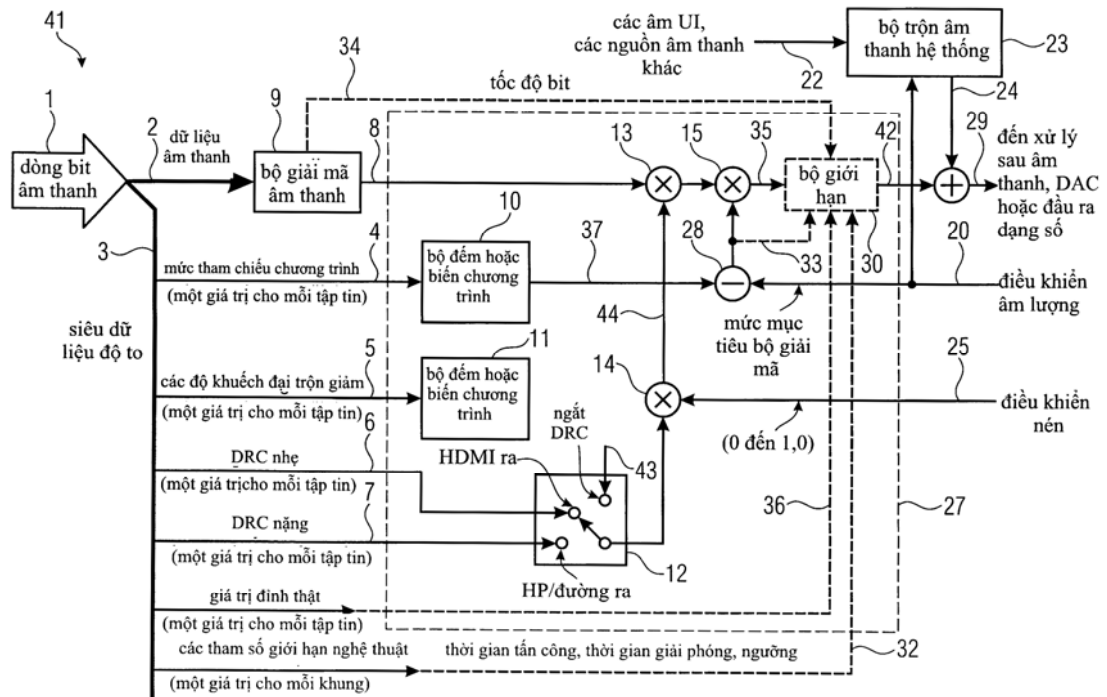 41
1
dòng bit
âm thanh
2
dữ liệu
âm thanh
3
9
bộ giải mã
âm thanh
34
tốc độ bit
8
các âm UI,
các nguồn âm thanh
khác
22
bộ trộn âm
thanh hệ thống
23
24
13
15
35
bộ giới
hạn
42
29
đến xử lý
sau âm
thanh, DAC
hoặc đầu ra
dạng số
10
mức tham chiếu chương trình
4
(một giá trị cho mỗi tập tin)
bộ đếm hoặc
biến chương
trình
37
28
33
30
20
điều khiển
âm lượng
44
mức mục
tiêu bộ giải
mã
siêu dữ
liệu độ to
11
5
các độ khuếch đại trộn giảm
(một giá trị cho mỗi tập tin)
bộ đếm hoặc
biến chương
trình
14
25
điều khiển
nén
(0 đến 1,0)
6
DRC nhẹ
(một giá trịcho mỗi tập tin)
ngắt
DRC
HDMI ra
43
7
DRC nặng
(một giá trị cho mỗi tập tin)
12
HP/đường ra
36
27
giá trị đỉnh thật
(một giá trị cho mỗi tập tin)
các tham số giới hạn nghệ thuật
thời gian tấn công, thời gian giải phóng, ngưỡng
32
(một giá trị cho mỗi khung)